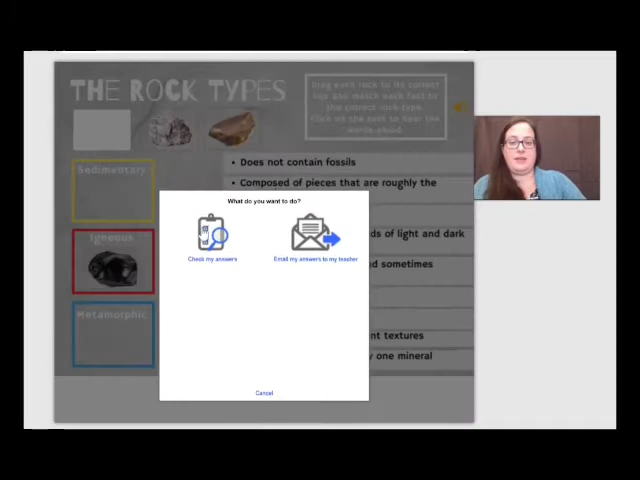 THE ROCK TYPES
Drag each rock to its correct
box and match each fact to
the correct rock type.
Click on the text to hear the
words aloud.
Sedimentary
Igneous
Metamorphic
• Does not contain fossils
• Composed of pieces that are roughly the
ds of light and dark
d sometimes
nt textures
y one mineral
What do you want to do?
Check my answers
Email my answers to my teacher
Cancel